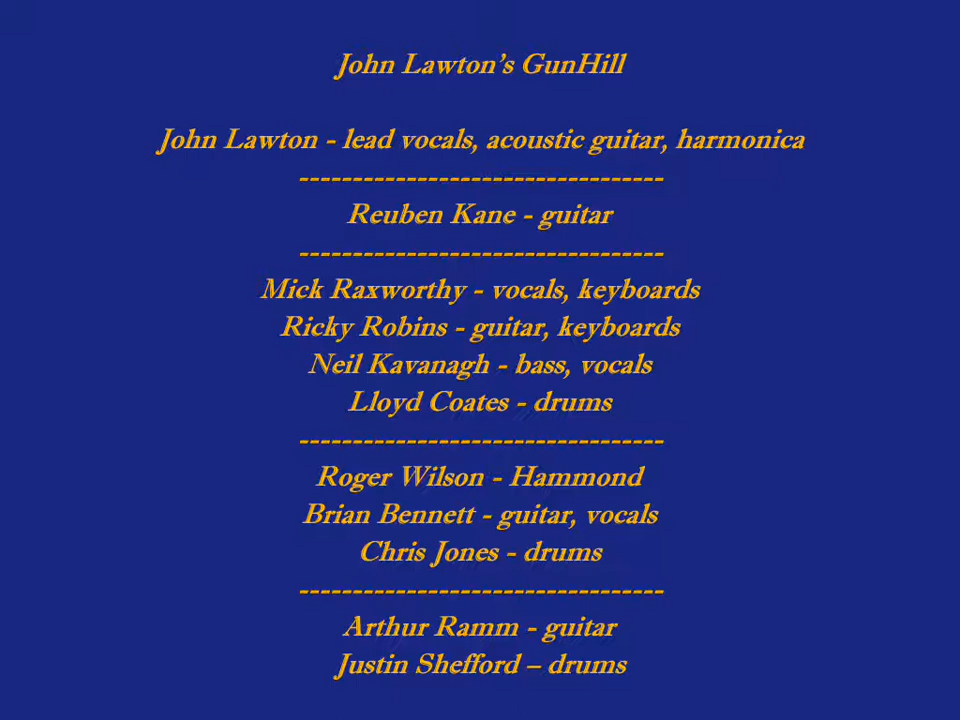 John Lawton’s GunHill
John Lawton - lead vocals, acoustic guitar, harmonica
----------------------------------
Reuben Kane - guitar
----------------------------------
Mick Raxworthy - vocals, keyboards
Ricky Robins - guitar, keyboards
Neil Kavanagh - bass, vocals
Lloyd Coates - drums
----------------------------------
Roger Wilson - Hammond
Brian Bennett - guitar, vocals
Chris Jones - drums
----------------------------------
Arthur Ramm - guitar
Justin Shefford – drums